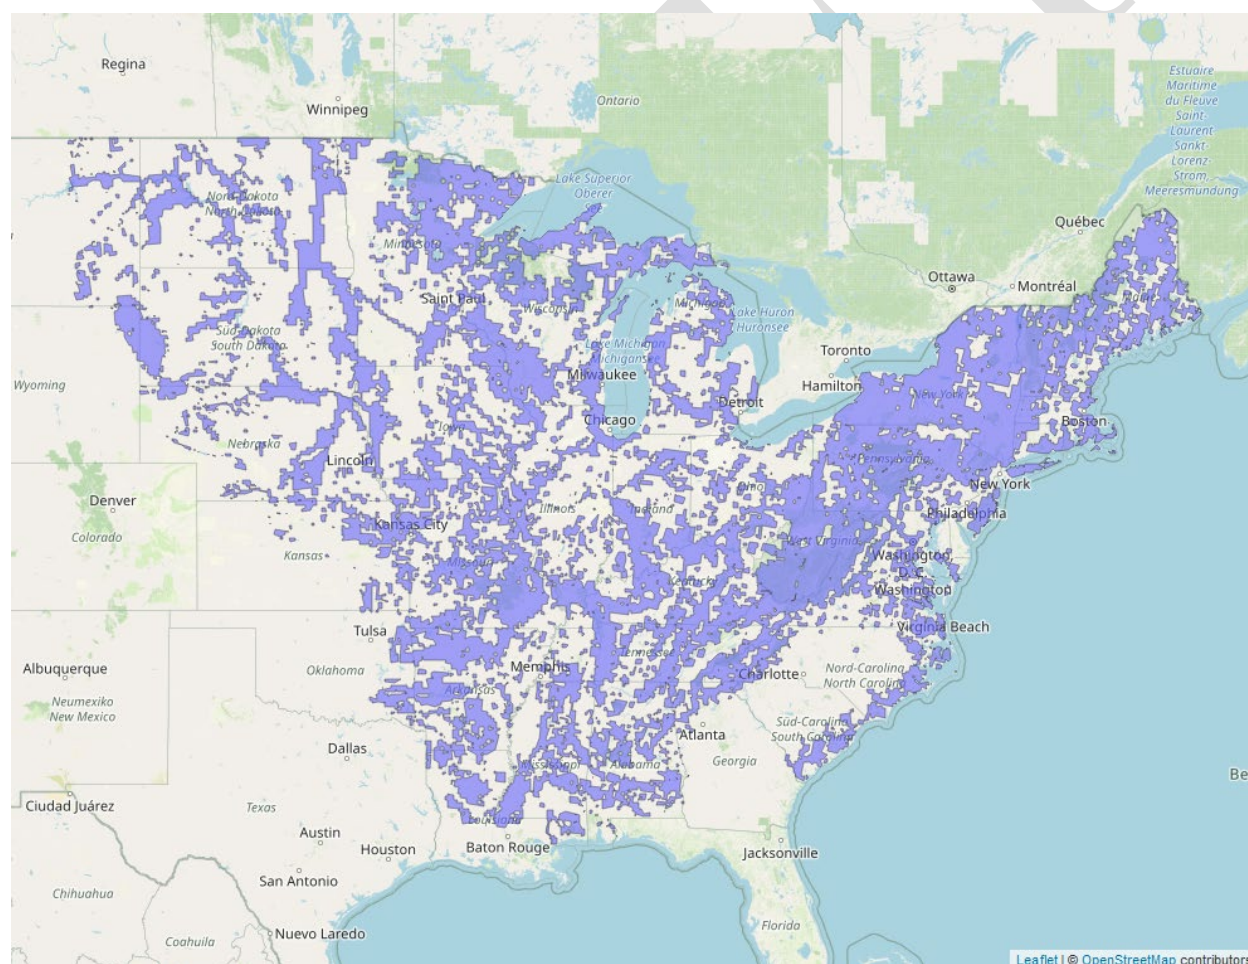 Regina
Winnipeg
Ontario
Estuaire
Maritime
du Fleuve
Saint-
Laurent
Sankt-
Lorenz-
Strom,
Meeresmundung
Lake Superior
Oberer
See
Québec
Nord-Dakota
North Dakota
Minnesota
Ottawa
Montréal
Saint Paul
Wisconsin
Michigan
Maine
Lake Huron
Huronsee
Süd-Dakota
South Dakota
Lake Michigan
Michigansee
Toronto
Wyoming
Milwaukee
Hamilton
Detroit
New York
Chicago
Boston
Iowa
Nebraska
Lincoln
Pennsylvania
Ohio
New York
Denver
Illinois
Indiana
Philadelphia
Colorado
Kansas City
West Virginia
Kansas
Missouri
Washington,
D.C.
Washington
Kentucky
Tulsa
Virginia Beach
Albuquerque
Oklahoma
Memphis
Tennessee
Charlotte
Nord-Carolina
North Carolina
Neumexiko
New Mexico
Arkansas
Süd-Carolina
South Carolina
Dallas
Atlanta
Georgia
Mississippi
Alabama
Be
Ciudad Juárez
Texas
Louisiana
Austin
Houston
Baton Rouge
Jacksonville
San Antonio
Chihuahua
Florida
Nuevo Laredo
Coahuila
Leaflet | © OpenStreetMap contributors